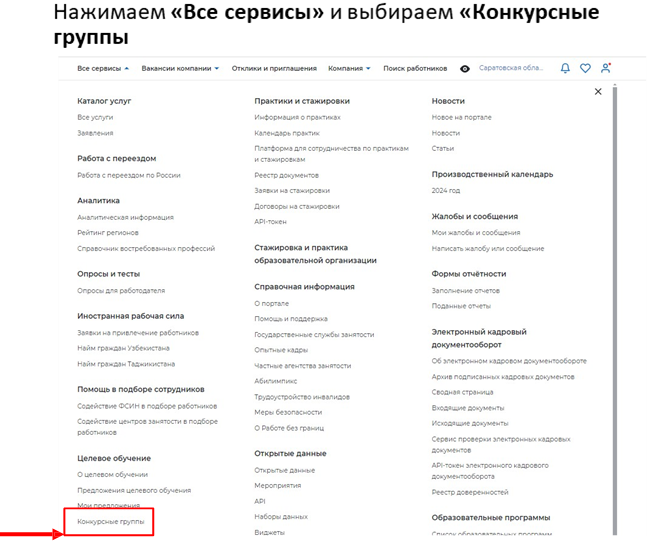 Нажимаем «Все сервисы» и выбираем «Конкурсные
группы
Все сервисы
Вакансии компании
Отклики и приглашения
Компания
Поиск работников
Саратовская обла...
Каталог услуг
Все услуги
Заявления
Работа с переездом
Работа с переездом по России
Аналитика
Аналитическая информация
Рейтинг регионов
Справочник востребованных профессий
Опросы и тесты
Опросы для работодателя
Иностранная рабочая сила
Заявки на привлечение работников
Найм граждан Узбекистана
Найм граждан Таджикистана
Помощь в подборе сотрудников
Содействие ФСИН в подборе работников
Содействие центров занятости в подборе
работников
Целевое обучение
О целевом обучении
Предложения целевого обучения
Мои предложения
Конкурсные группы
Практики и стажировки
Информация о практиках
Календарь практик
Платформа для сотрудничества по практикам
и стажировкам
Реестр документов
Заявки на стажировки
Договоры на стажировки
API-токен
Стажировка и практика
образовательной организации
Справочная информация
О портале
Помощь и поддержка
Государственные службы занятости
Опытные кадры
Частные агентства занятости
Абилимпикс
Трудоустройство инвалидов
Меры безопасности
О Работе без границ
Открытые данные
Открытые данные
Мероприятия
API
Наборы данных
Виджеты
Новости
Новое на портале
Новости
Статьи
Производственный календарь
2024 год
Жалобы и сообщения
Мои жалобы и сообщения
Написать жалобу или сообщение
Формы отчётности
Заполнение отчетов
Поданные отчеты
Электронный кадровый
документооборот
Об электронном кадровом документообороте
Архив подписанных кадровых документов
Сводная страница
Входящие документы
Исходящие документы
Сервис проверки электронных кадровых
документов
API-токен электронного кадрового
документооборота
Реестр доверенностей
Образовательные программы
Список образовательных программ